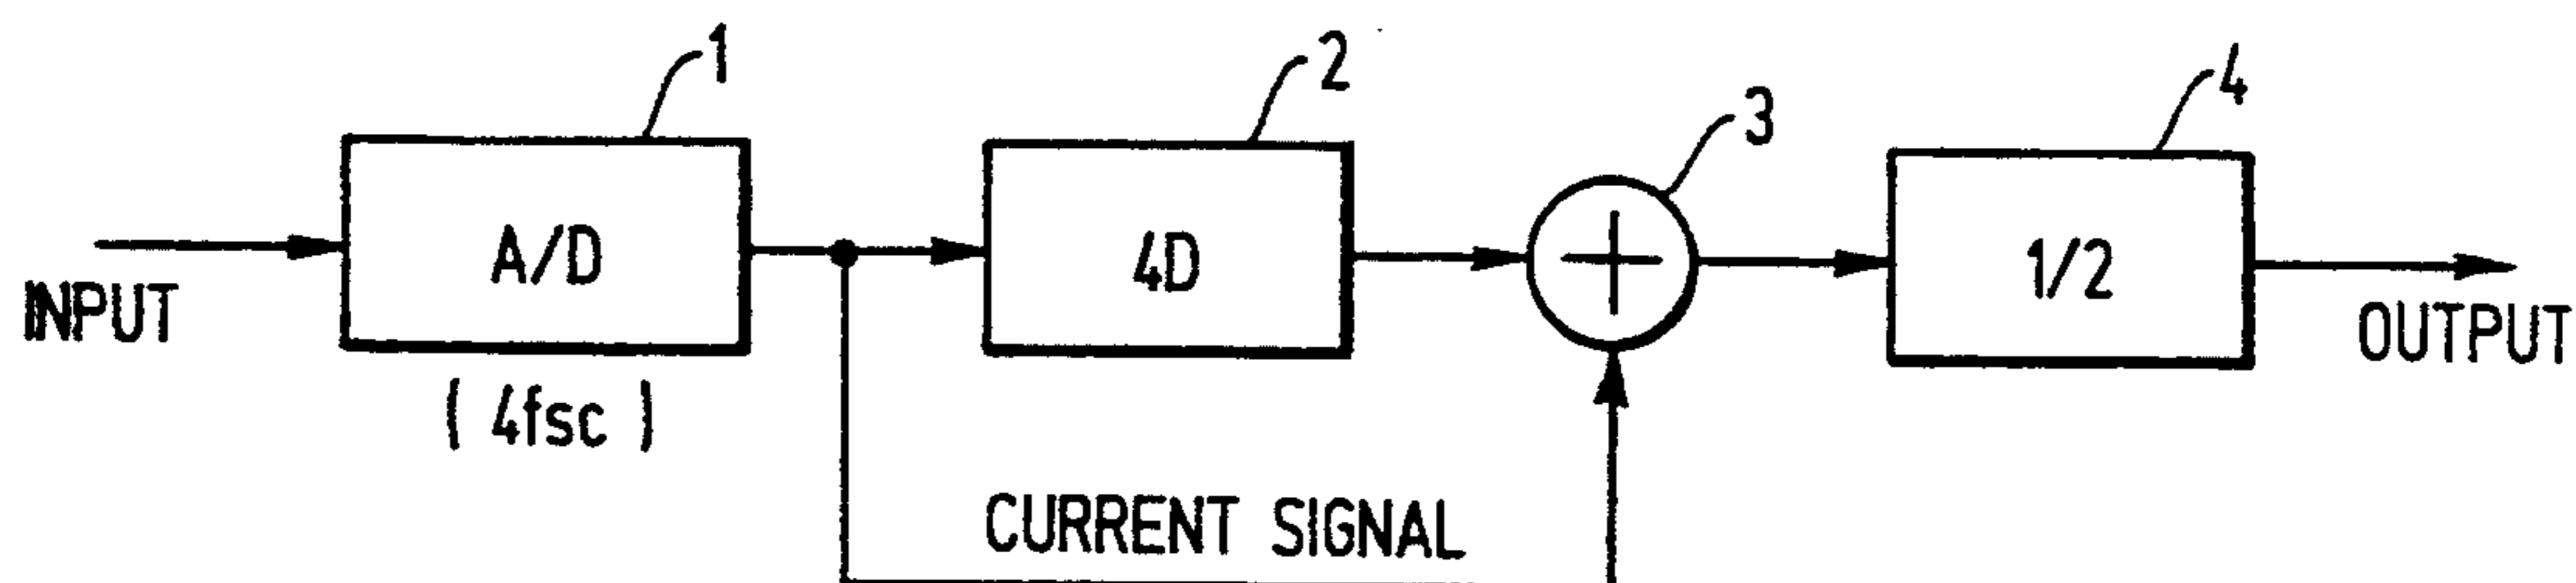 1
2
3
4
A/D
4D
+
1/2
INPUT
OUTPUT
( 4fsc )
CURRENT SIGNAL